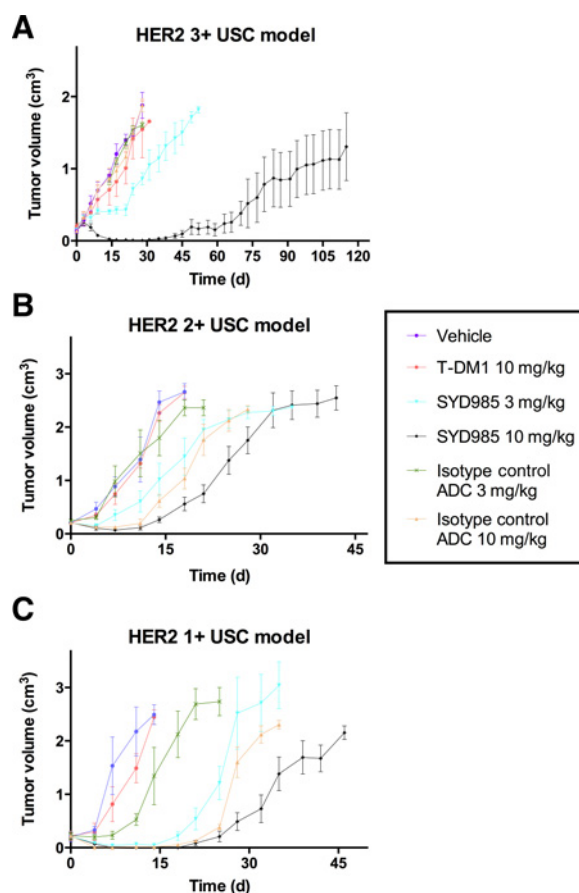 A
HER2 3+ USC model
Tumor volume (cm³)
2
1
0
0 15 30 45 60 75 90 105 120
Time (d)
B
HER2 2+ USC model
Tumor volume (cm³)
3
2
1
0
0 15 30 45
Time (d)
Vehicle
T-DM1 10 mg/kg
SYD985 3 mg/kg
SYD985 10 mg/kg
Isotype control
ADC 3 mg/kg
Isotype control
ADC 10 mg/kg
C
HER2 1+ USC model
Tumor volume (cm³)
3
2
1
0
0 15 30 45
Time (d)